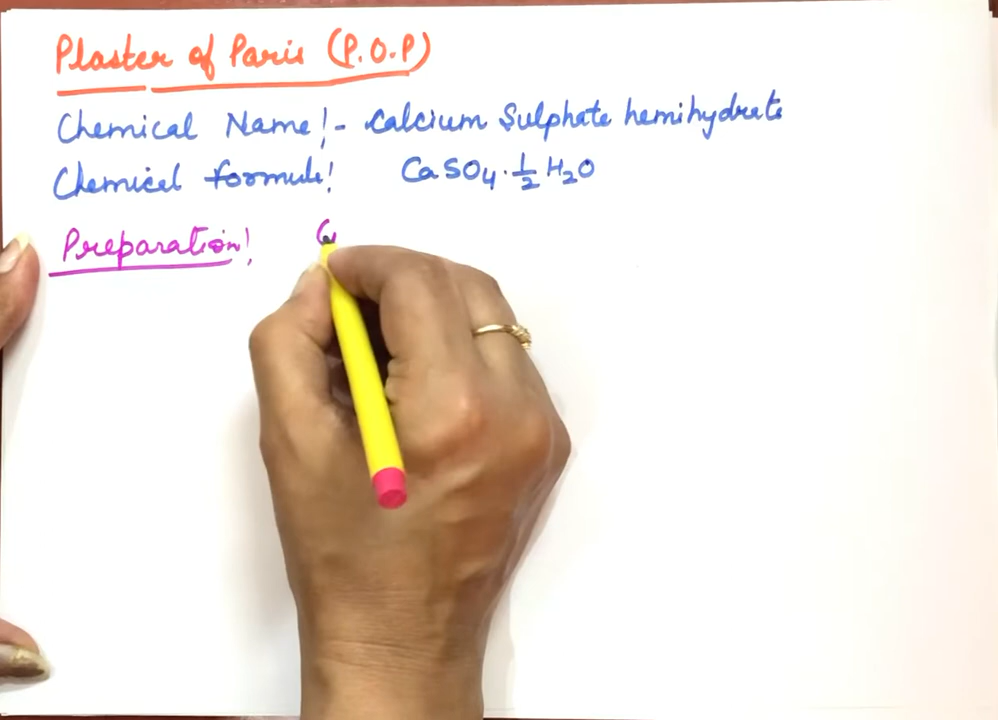 Plaster of Paris (P.O.P)
Chemical Name!- Calcium Sulphate hemihydrate
Chemical formula! CaSO₄·½H₂O
Preparation!